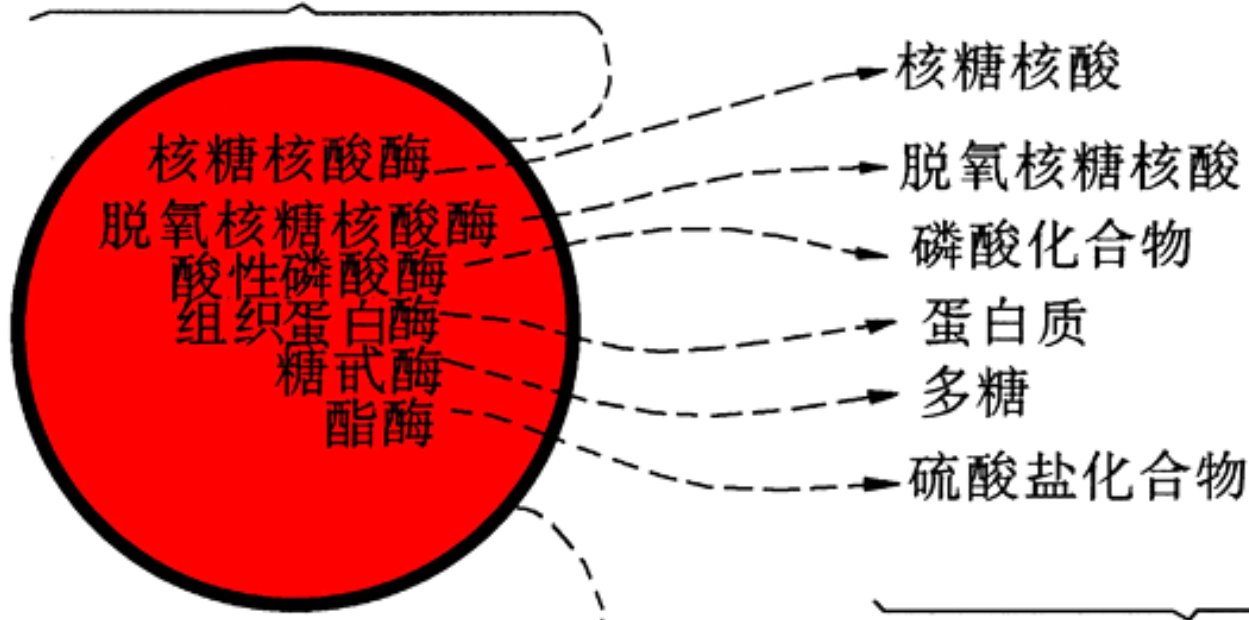 核糖核酸酶
脱氧核糖核酸酶
酸性磷酸酶
组织蛋白酶
糖甙酶
酯酶
核糖核酸
脱氧核糖核酸
磷酸化合物
蛋白质
多糖
硫酸盐化合物